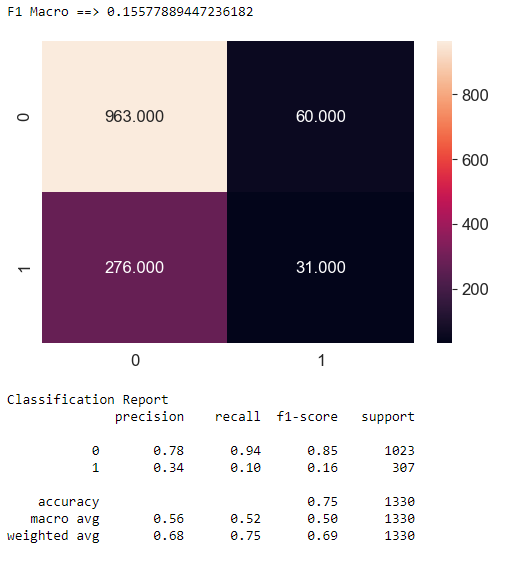 F1 Macro ==> 0.15577889447236182
0 963.000 60.000
1 276.000 31.000
0 1
800
600
400
200
Classification Report
precision recall f1-score support
0 0.78 0.94 0.85 1023
1 0.34 0.10 0.16 307
accuracy 0.75 1330
macro avg 0.56 0.52 0.50 1330
weighted avg 0.68 0.75 0.69 1330